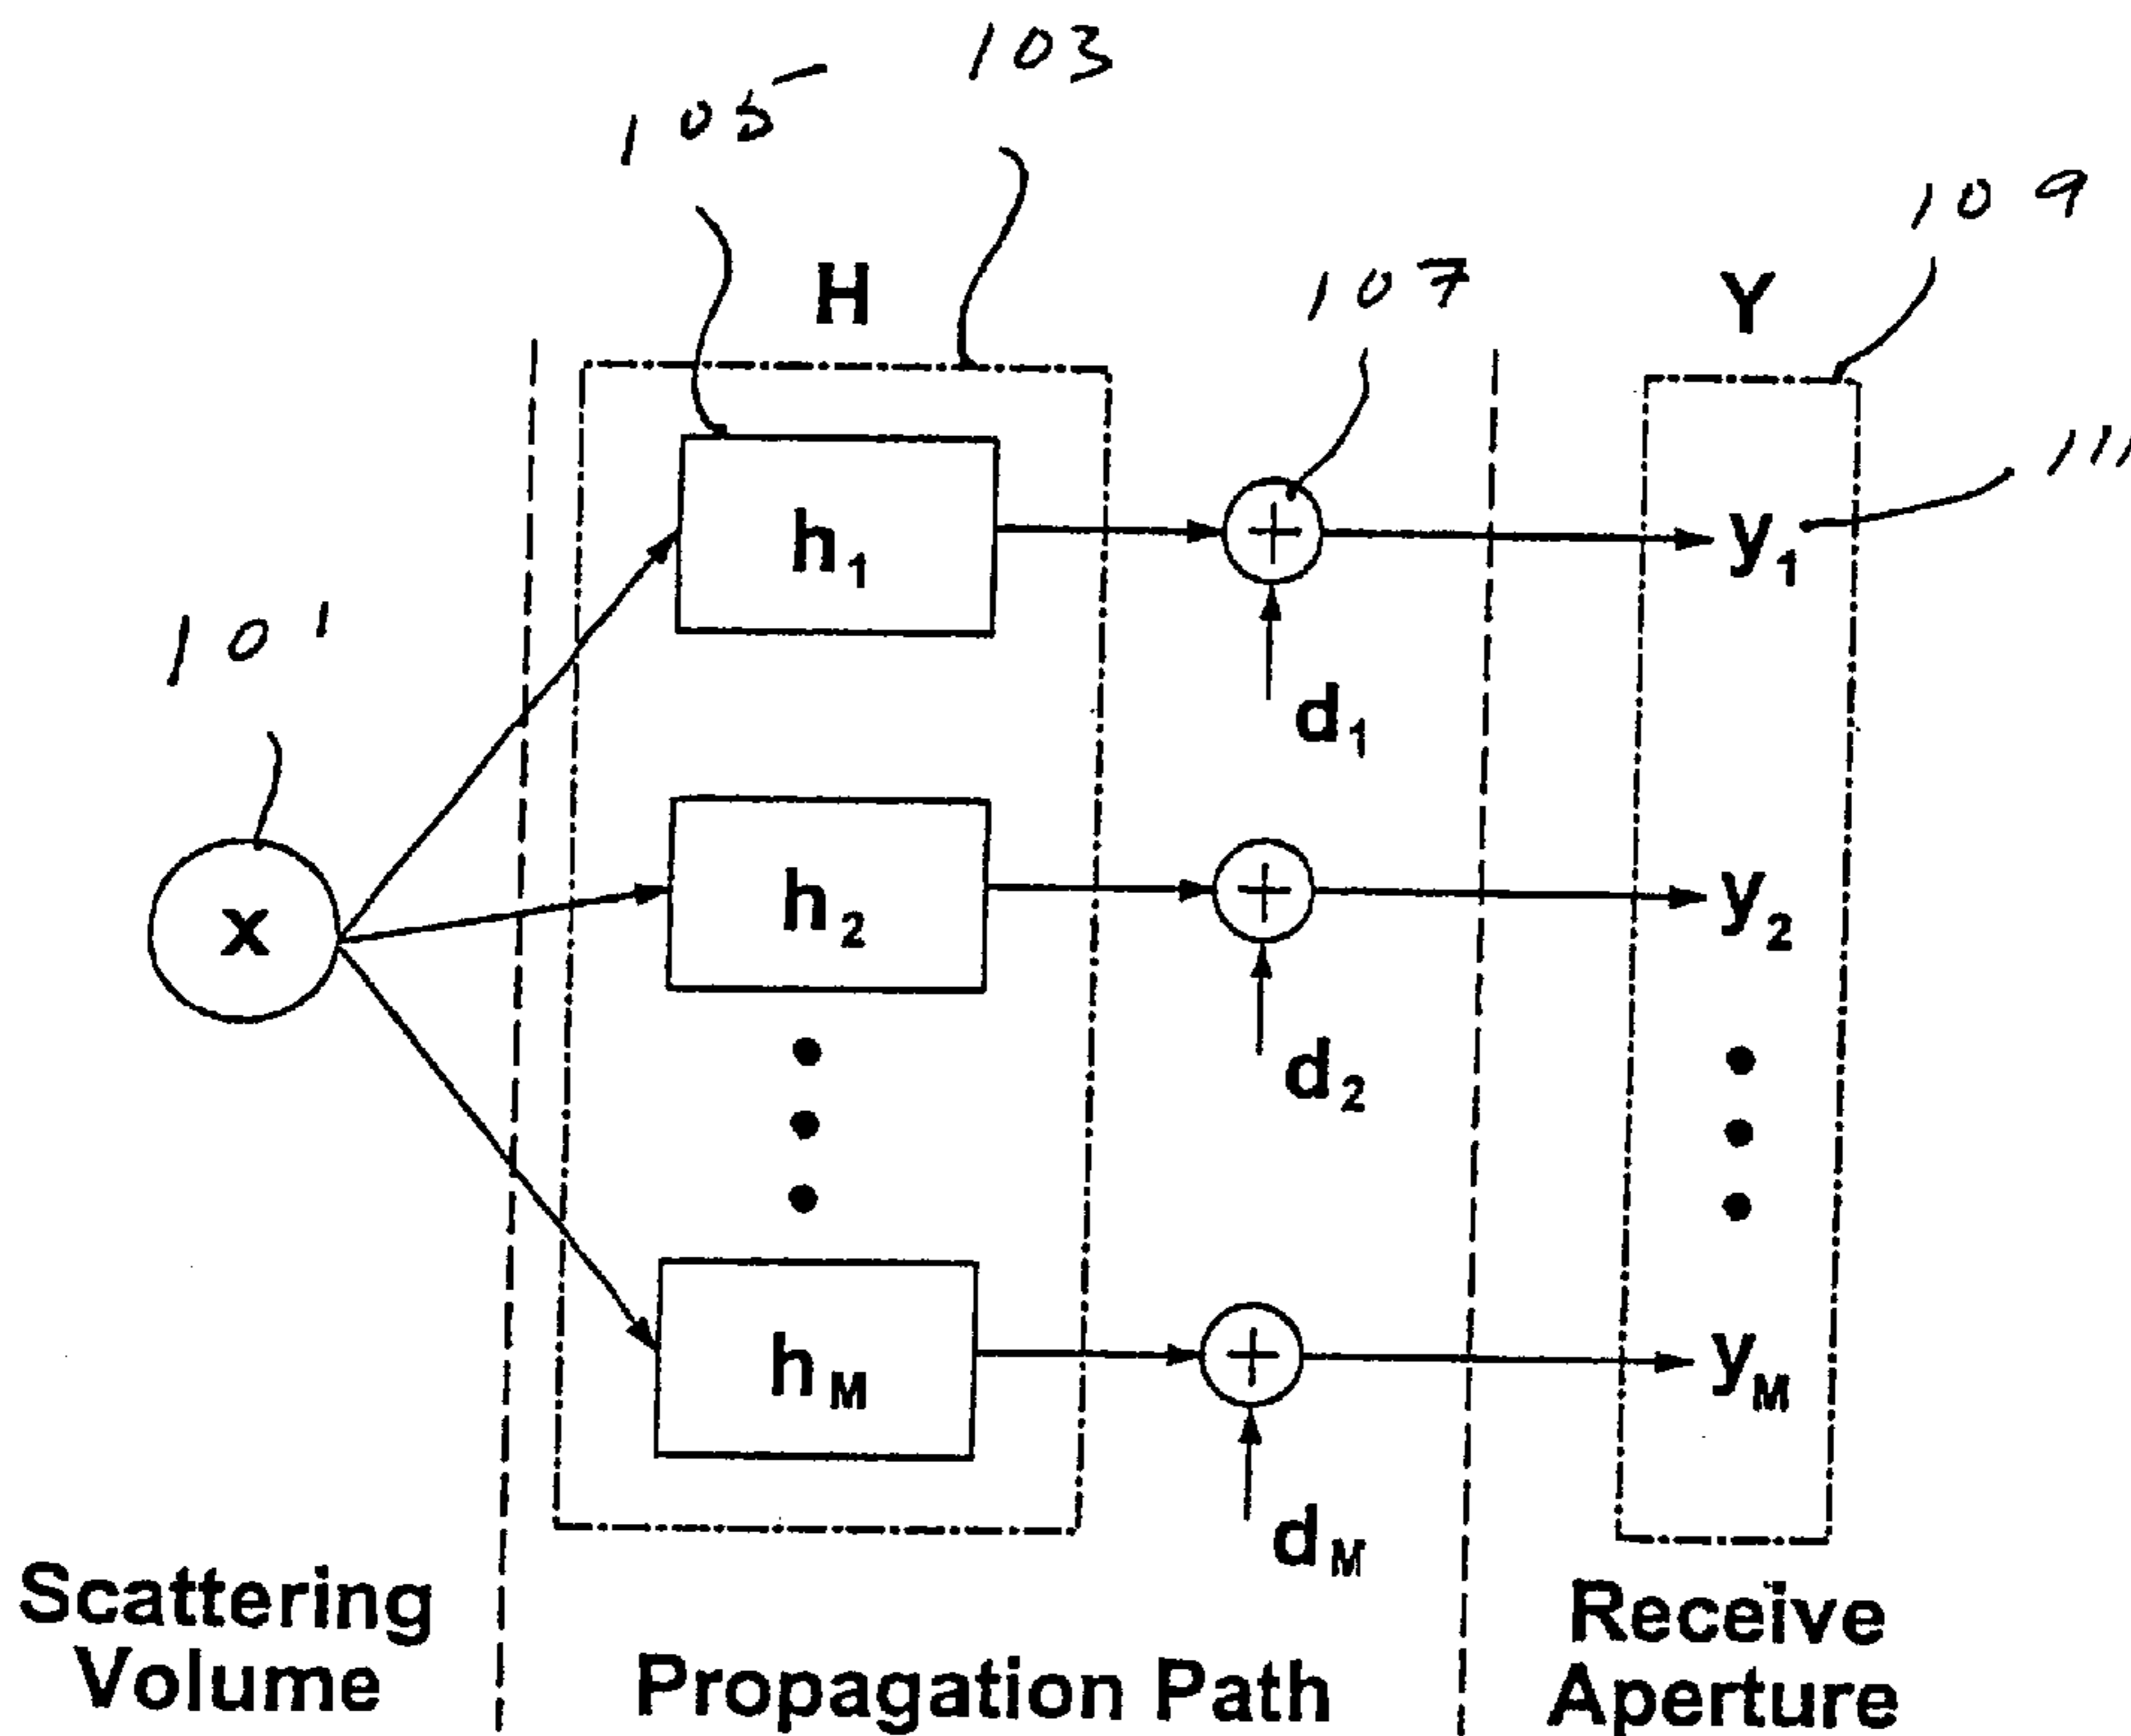 103
105
109
107
H
Y
111
h1
y1
101
d1
x
h2
y2
d2
hM
yM
dM
Scattering
Volume
Propagation Path
Receive
Aperture